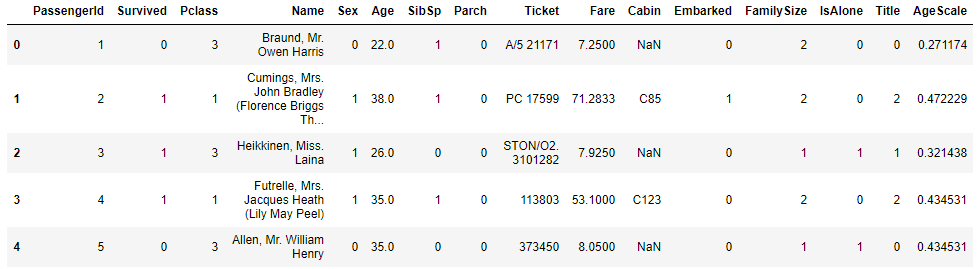 PassengerId Survived Pclass Name Sex Age SibSp Parch Ticket Fare Cabin Embarked FamilySize IsAlone Title AgeScale
0 1 0 3 Braund, Mr. Owen Harris 0 22.0 1 0 A/5 21171 7.2500 NaN 0 2 0 0 0.271174
1 2 1 1 Cumings, Mrs. John Bradley (Florence Briggs Th... 1 38.0 1 0 PC 17599 71.2833 C85 1 2 0 2 0.472229
2 3 1 3 Heikkinen, Miss. Laina 1 26.0 0 0 STON/O2. 3101282 7.9250 NaN 0 1 1 1 0.321438
3 4 1 1 Futrelle, Mrs. Jacques Heath (Lily May Peel) 1 35.0 1 0 113803 53.1000 C123 0 2 0 2 0.434531
4 5 0 3 Allen, Mr. William Henry 0 35.0 0 0 373450 8.0500 NaN 0 1 1 0 0.434531